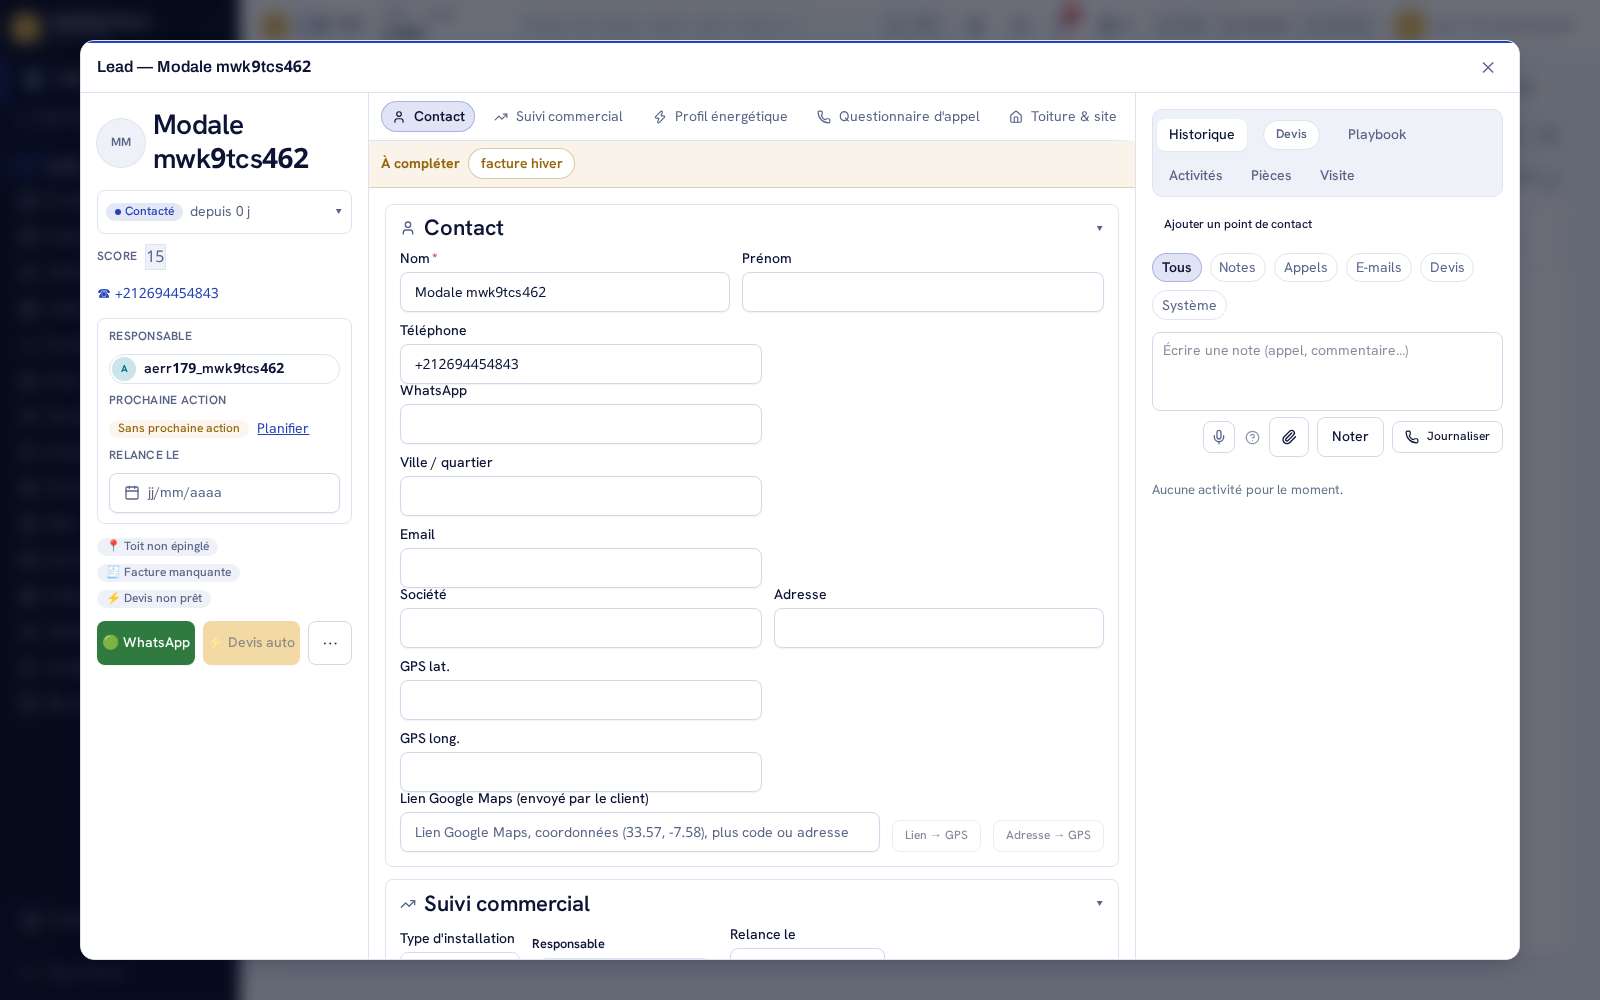 Lead — Modale mwk9tcs462
MM
Modale
mwk9tcs462
Contacté depuis 0 j
SCORE 15
+212694454843
RESPONSABLE
A aerr179_mwk9tcs462
PROCHAINE ACTION
Sans prochaine action Planifier
RELANCE LE
jj/mm/aaaa
Toit non épinglé
Facture manquante
Devis non prêt
WhatsApp Devis auto ...
Contact Suivi commercial Profil énergétique Questionnaire d'appel Toiture & site
À compléter facture hiver
Contact
Nom * Prénom
Modale mwk9tcs462
Téléphone
+212694454843
WhatsApp
Ville / quartier
Email
Société Adresse
GPS lat.
GPS long.
Lien Google Maps (envoyé par le client)
Lien Google Maps, coordonnées (33.57, -7.58), plus code ou adresse Lien → GPS Adresse → GPS
Suivi commercial
Type d'installation Responsable Relance le
Historique Devis Playbook
Activités Pièces Visite
Ajouter un point de contact
Tous Notes Appels E-mails Devis
Système
Écrire une note (appel, commentaire…)
Noter Journaliser
Aucune activité pour le moment.